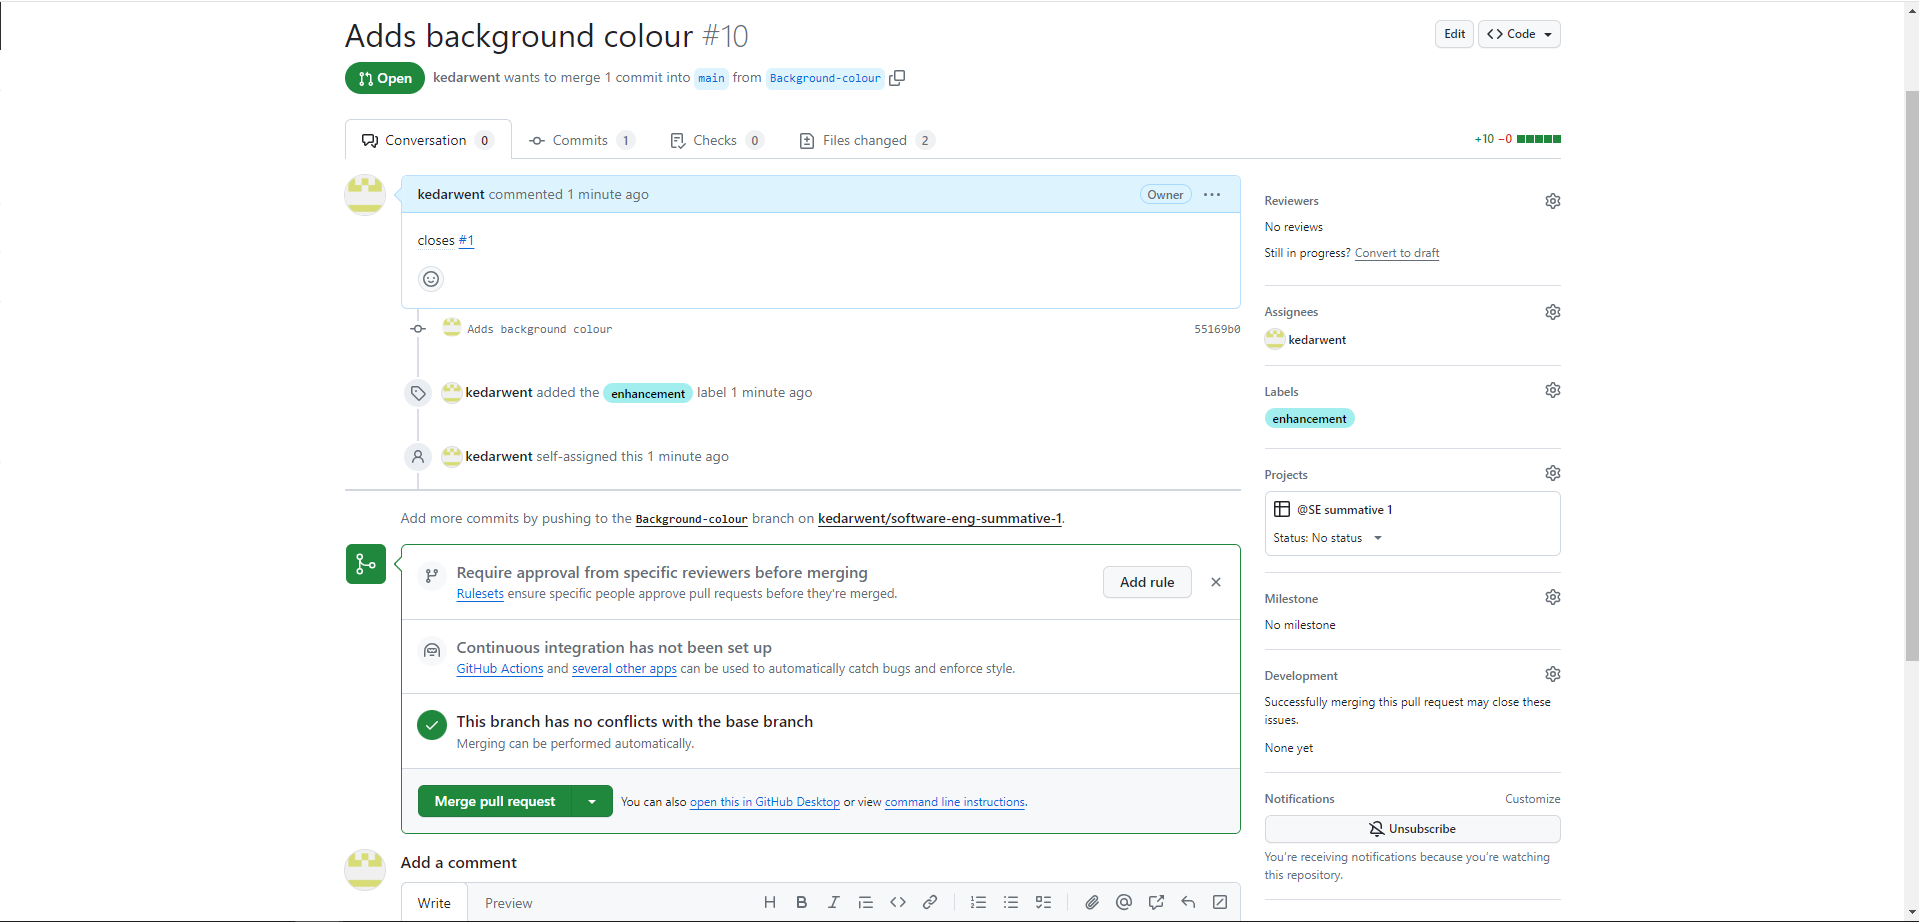 Adds background colour #10
Edit
Code
Open
kedarwent wants to merge 1 commit into main from Background-colour
Conversation 0
Commits 1
Checks 0
Files changed 2
+10 −0
kedarwent commented 1 minute ago
Owner
closes #1
Adds background colour
55169b0
kedarwent added the enhancement label 1 minute ago
kedarwent self-assigned this 1 minute ago
Add more commits by pushing to the Background-colour branch on kedarwent/software-eng-summative-1.
Require approval from specific reviewers before merging
Rulesets ensure specific people approve pull requests before they're merged.
Add rule
Continuous integration has not been set up
GitHub Actions and several other apps can be used to automatically catch bugs and enforce style.
This branch has no conflicts with the base branch
Merging can be performed automatically.
Merge pull request
You can also open this in GitHub Desktop or view command line instructions.
Add a comment
Write
Preview
Reviewers
No reviews
Still in progress? Convert to draft
Assignees
kedarwent
Labels
enhancement
Projects
@SE summative 1
Status: No status
Milestone
No milestone
Development
Successfully merging this pull request may close these
issues.
None yet
Notifications
Customize
Unsubscribe
You're receiving notifications because you're watching
this repository.